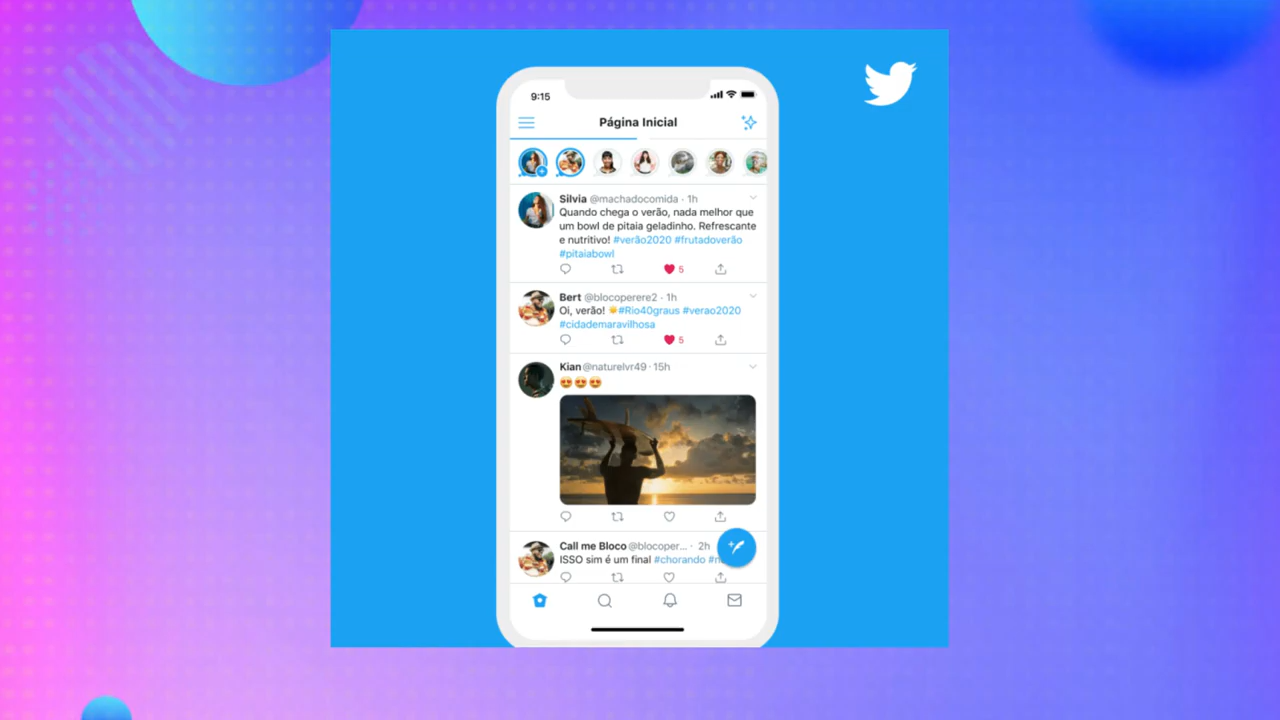 9:15
Página Inicial
Silvia @machadocomida · 1h
Quando chega o verão, nada melhor que
um bowl de pitaia geladinho. Refrescante
e nutritivo! #verão2020 #frutadoverão
#pitaiabowl
5
Bert @blocoperere2 · 1h
Oi, verão! 🌞#Rio40graus #verao2020
#cidademaravilhosa
5
Kian@naturelvr49 · 15h
😍😍😍
Call me Bloco @blocoper... · 2h
ISSO sim é um final #chorando